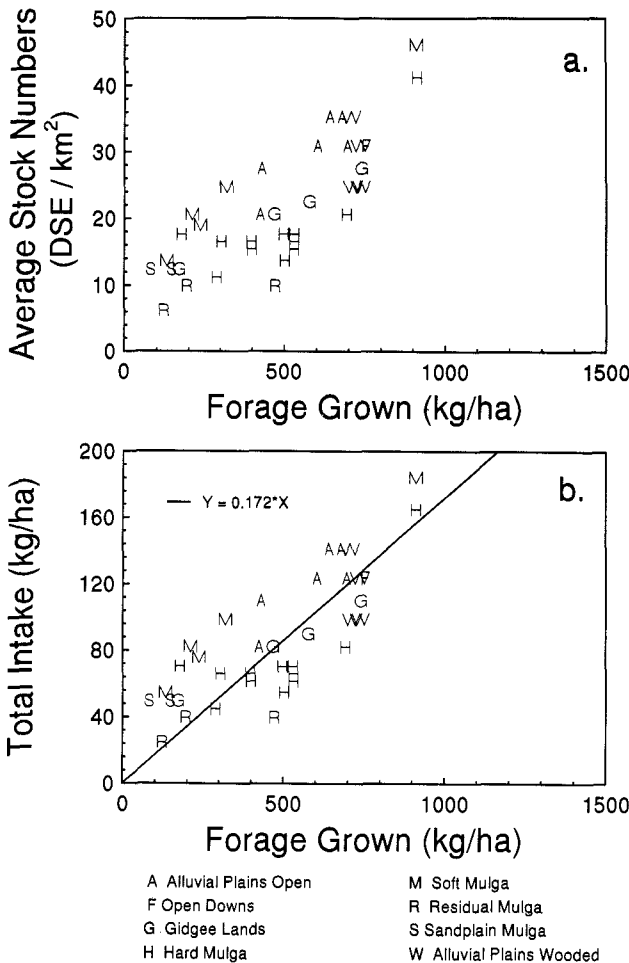 50
40
30
20
10
0
Average Stock Numbers
(DSE / km²)
a.
M
H
A A W
A A W F
A G
M W W W
G
M A G H
M
H H H H
H H H
M H
S S G
H
R R
R
0 500 1000 1500
Forage Grown (kg/ha)
200
160
120
80
40
0
Total Intake (kg/ha)
b.
Y = 0.172*X
M
H
A A W
A A W F
A G
M W W W
G
M A G H
M
H H H H
H H H
M H
S S G
H
R R
R
0 500 1000 1500
Forage Grown (kg/ha)
A Alluvial Plains Open
F Open Downs
G Gidgee Lands
H Hard Mulga
M Soft Mulga
R Residual Mulga
S Sandplain Mulga
W Alluvial Plains Wooded